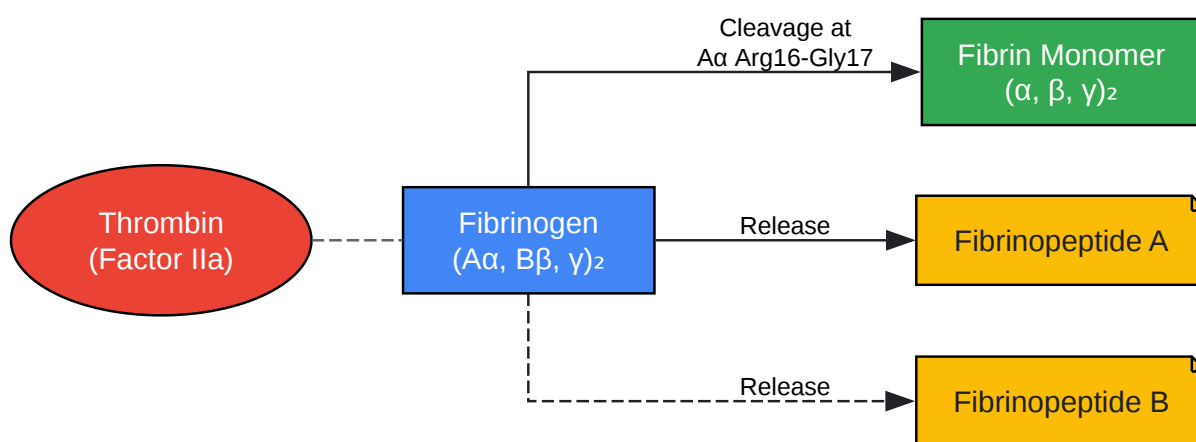 Cleavage at
Aα Arg16-Gly17
Fibrin Monomer
(α, β, γ)₂
Thrombin
(Factor IIa)
Fibrinogen
(Aα, Bβ, γ)₂
Release
Fibrinopeptide A
Release
Fibrinopeptide B